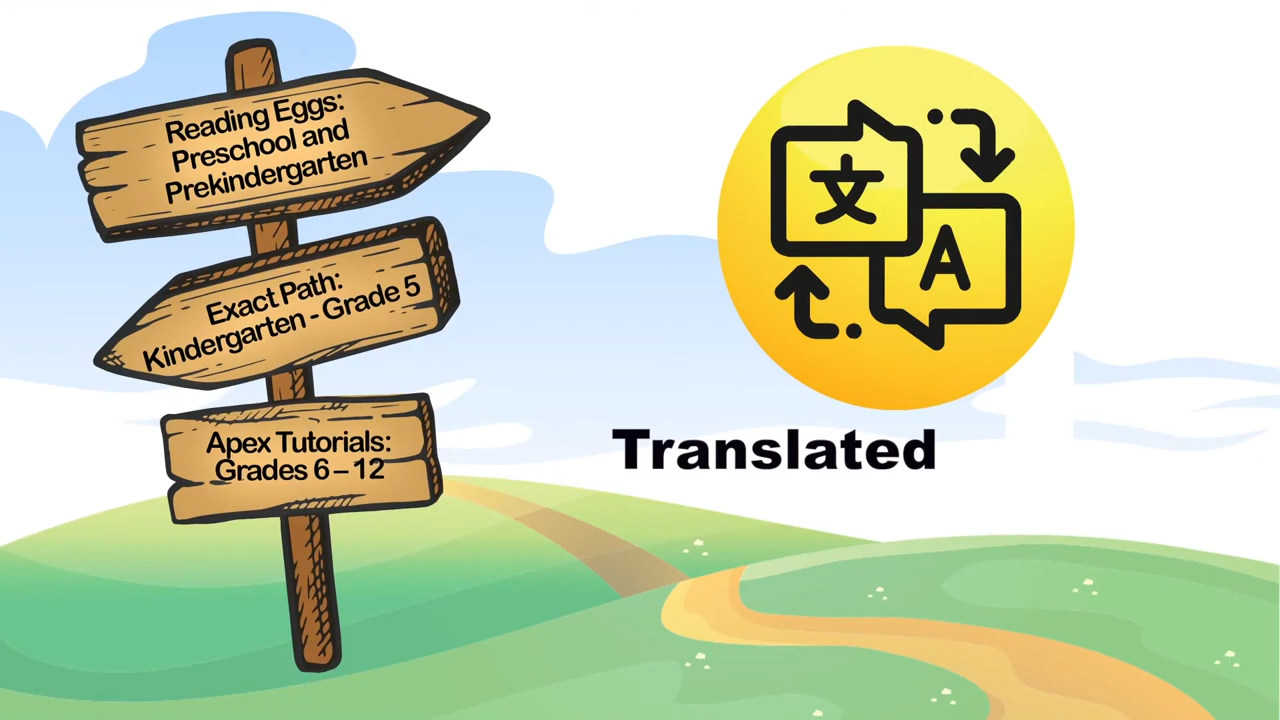 Reading Eggs:
Preschool and
Prekindergarten
Exact Path:
Kindergarten - Grade 5
Apex Tutorials:
Grades 6 – 12
文
A
Translated